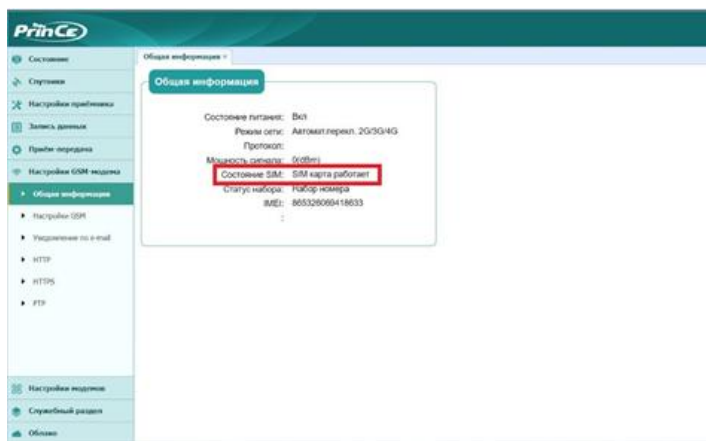 PrinCe
Состояние
Спутники
Настройки приёмника
Запись данных
Приём-передача
Настройки GSM-модема
Общая информация
Настройки GSM
Уведомление по e-mail
HTTP
HTTPS
FTP
Настройки модемов
Служебный раздел
Облако
Общая информация ×
Общая информация
Состояние питания: Вкл
Режим сети: Автомат.перекл. 2G/3G/4G
Протокол:
Мощность сигнала: 0(dBm)
Состояние SIM: SIM карта работает
Статус набора: Набор номера
IMEI: 865326069418633
: